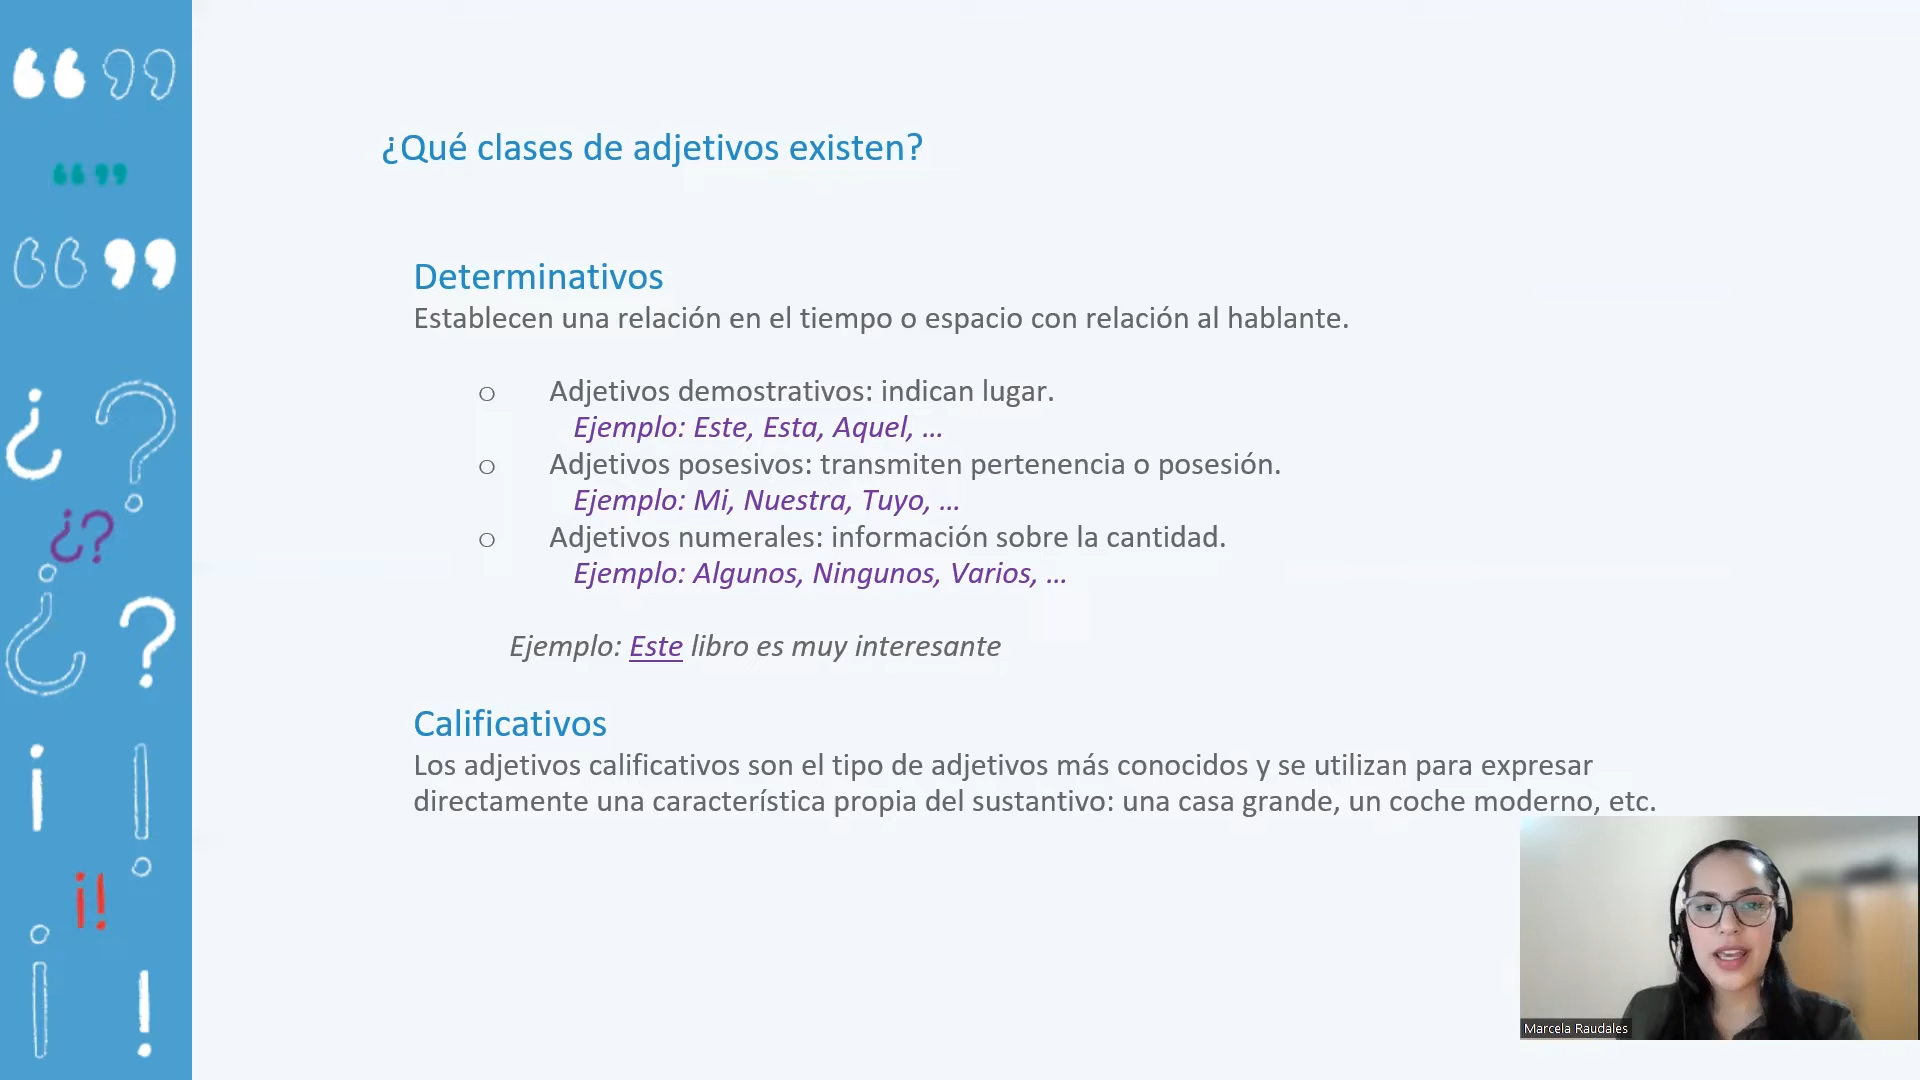 ¿Qué clases de adjetivos existen?
Determinativos
Establecen una relación en el tiempo o espacio con relación al hablante.
o Adjetivos demostrativos: indican lugar.
Ejemplo: Este, Esta, Aquel, ...
o Adjetivos posesivos: transmiten pertenencia o posesión.
Ejemplo: Mi, Nuestra, Tuyo, ...
o Adjetivos numerales: información sobre la cantidad.
Ejemplo: Algunos, Ningunos, Varios, ...
Ejemplo: Este libro es muy interesante
Calificativos
Los adjetivos calificativos son el tipo de adjetivos más conocidos y se utilizan para expresar
directamente una característica propia del sustantivo: una casa grande, un coche moderno, etc.
Marcela Raudales